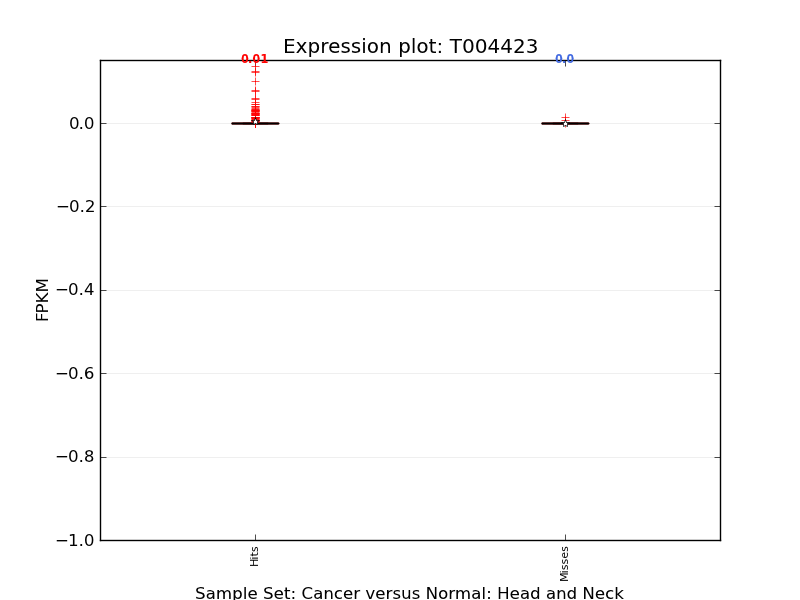 Expression plot: T004423
0.01
0.0
0.0
−0.2
−0.4
−0.6
−0.8
−1.0
FPKM
Hits
Misses
Sample Set: Cancer versus Normal: Head and Neck